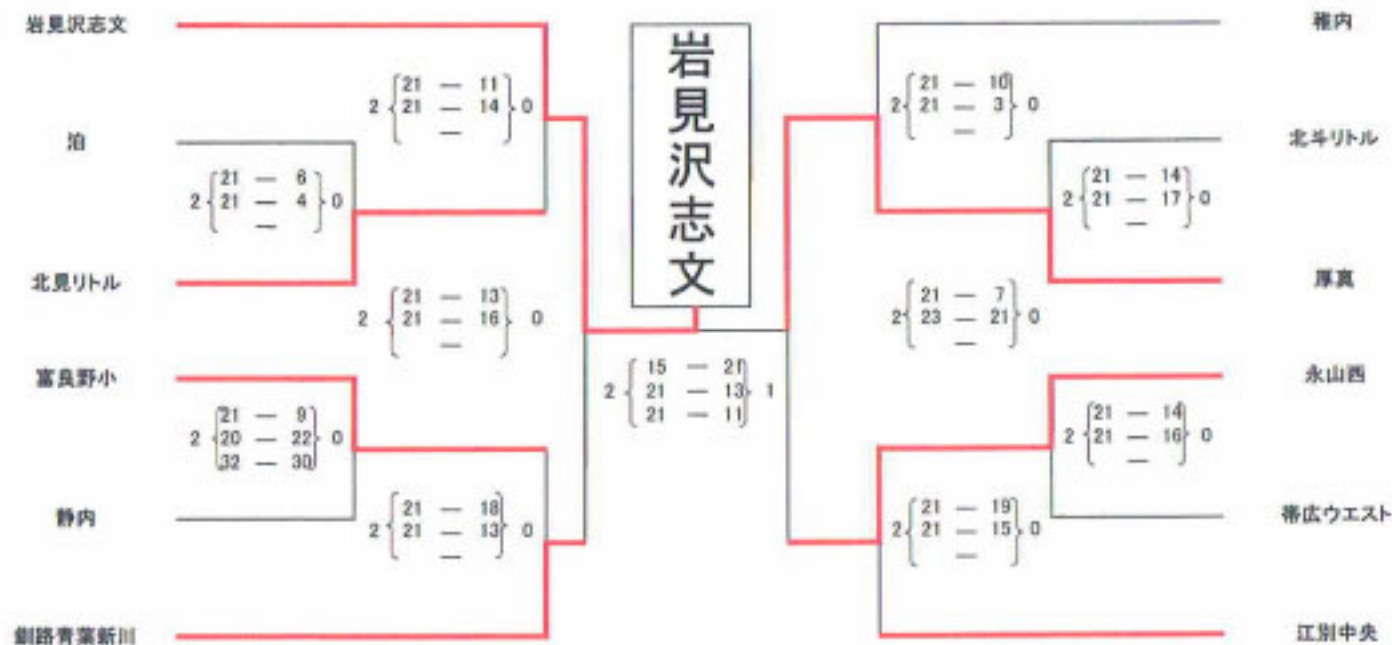 岩見沢志文
2 21 — 11 0
21 — 14
—
泊
2 21 — 6 0
21 — 4
—
北見リトル
2 21 — 13 0
21 — 16
—
富良野小
2 21 — 9 0
20 — 22
32 — 30
静内
2 21 — 18 0
21 — 13
—
釧路青葉新川
岩見沢志文
2 15 — 21 1
21 — 13
21 — 11
稚内
2 21 — 10 0
21 — 3
—
北斗リトル
2 21 — 14 0
21 — 17
—
厚真
2 21 — 7 0
23 — 21
—
永山西
2 21 — 14 0
21 — 16
—
帯広ウエスト
2 21 — 19 0
21 — 15
—
江別中央